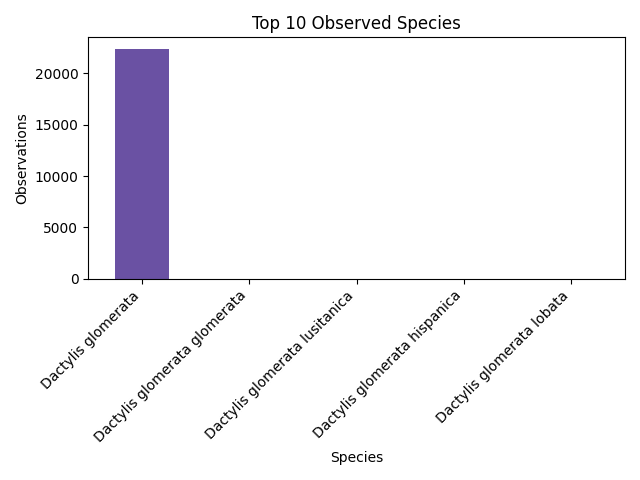 Top 10 Observed Species
Observations
20000
15000
10000
5000
0
Dactylis glomerata
Dactylis glomerata glomerata
Dactylis glomerata lusitanica
Dactylis glomerata hispanica
Dactylis glomerata lobata
Species